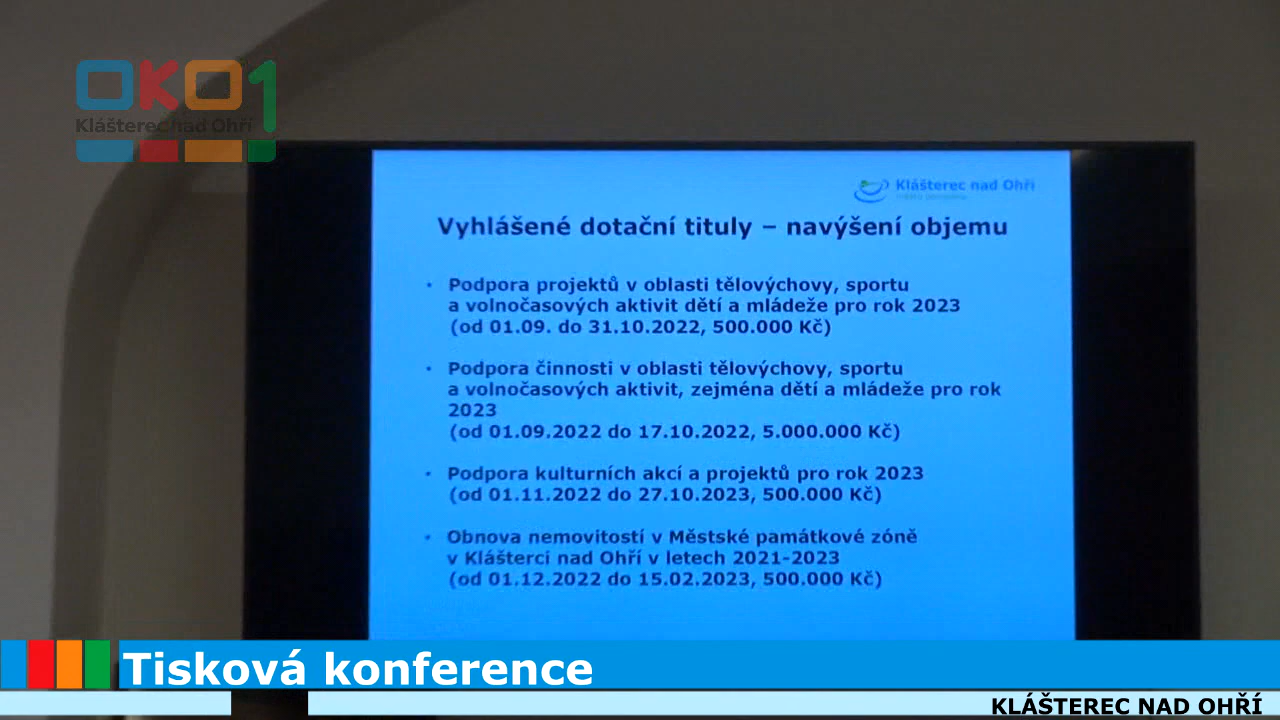 OKO1
Klášterec nad Ohří
Klášterec nad Ohří
Vyhlášené dotační tituly – navýšení objemu
• Podpora projektů v oblasti tělovýchovy, sportu
a volnočasových aktivit dětí a mládeže pro rok 2023
(od 01.09. do 31.10.2022, 500.000 Kč)
• Podpora činnosti v oblasti tělovýchovy, sportu
a volnočasových aktivit, zejména dětí a mládeže pro rok
2023
(od 01.09.2022 do 17.10.2022, 5.000.000 Kč)
• Podpora kulturních akcí a projektů pro rok 2023
(od 01.11.2022 do 27.10.2023, 500.000 Kč)
• Obnova nemovitostí v Městské památkové zóně
v Klášterci nad Ohří v letech 2021-2023
(od 01.12.2022 do 15.02.2023, 500.000 Kč)
Tisková konference
KLÁŠTEREC NAD OHŘÍ